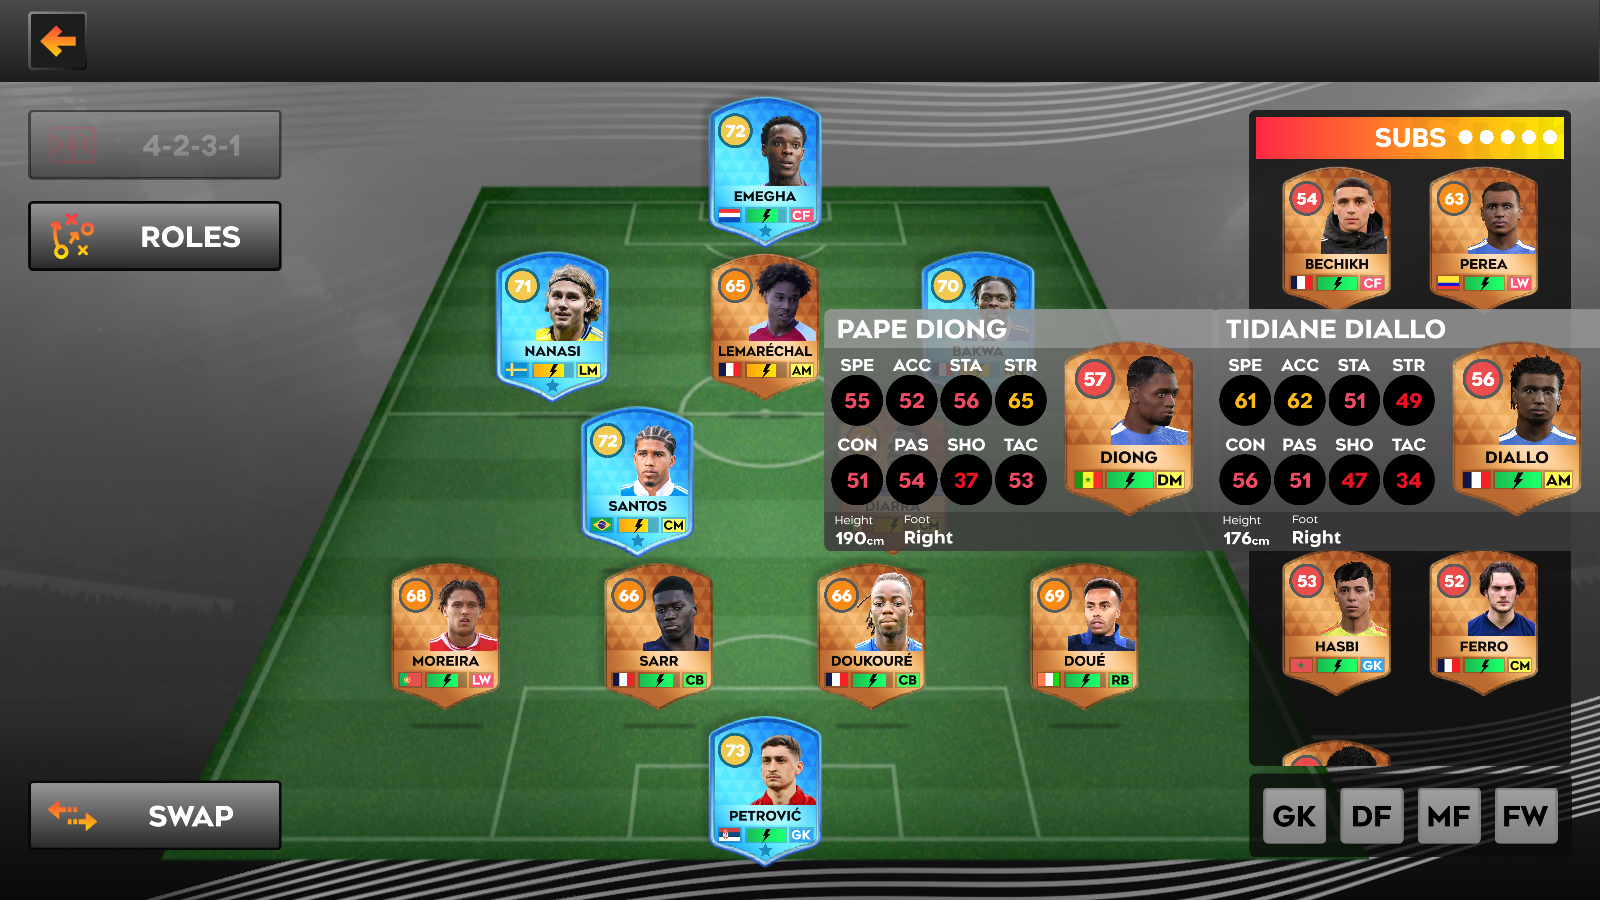 4-2-3-1
ROLES
SWAP
72
EMEGHA
CF
71
NANASI
LM
65
LEMARÉCHAL
AM
70
BAKWA
72
SANTOS
CM
DIARRA
68
MOREIRA
LW
66
SARR
CB
66
DOUKOURÉ
CB
69
DOUÉ
RB
73
PETROVIĆ
GK
SUBS
54
BECHIKH
CF
63
PEREA
LW
PAPE DIONG
SPE ACC STA STR
55 52 56 65
CON PAS SHO TAC
51 54 37 53
Height Foot
190cm Right
57
DIONG
DM
TIDIANE DIALLO
SPE ACC STA STR
61 62 51 49
CON PAS SHO TAC
56 51 47 34
Height Foot
176cm Right
56
DIALLO
AM
53
HASBI
GK
52
FERRO
CM
GK DF MF FW